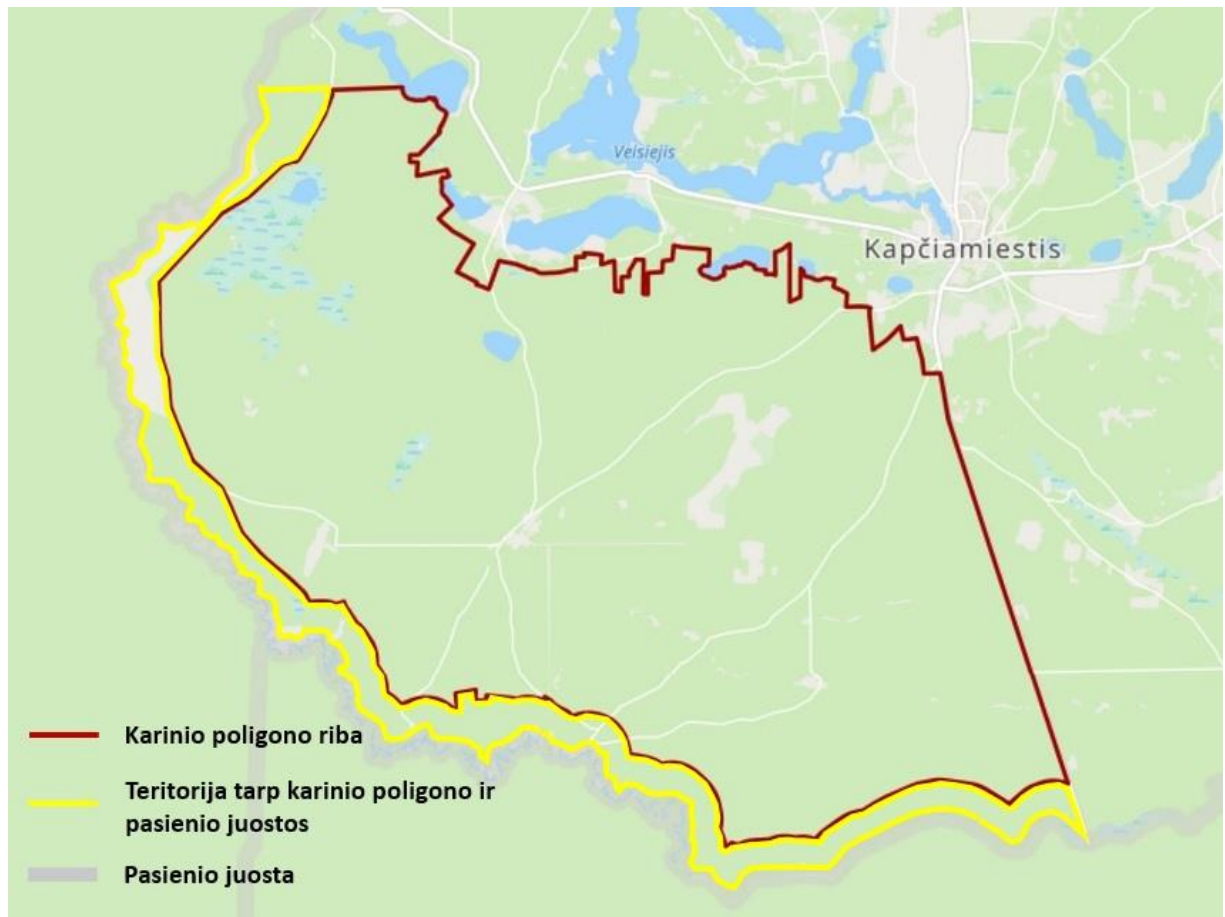 Veisiejis
Kapčiamiestis
Karinio poligono riba
Teritorija tarp karinio poligono ir
pasienio juostos
Pasienio juosta